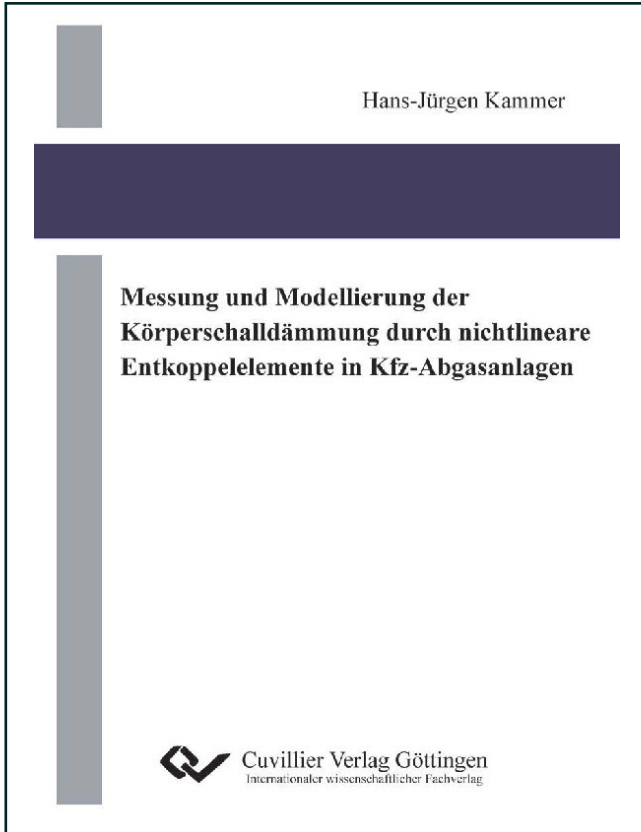 Hans-Jürgen Kammer
Messung und Modellierung der
Körperschalldämmung durch nichtlineare
Entkoppelelemente in Kfz-Abgasanlagen
Cuvillier Verlag Göttingen
Internationaler wissenschaftlicher Fachverlag